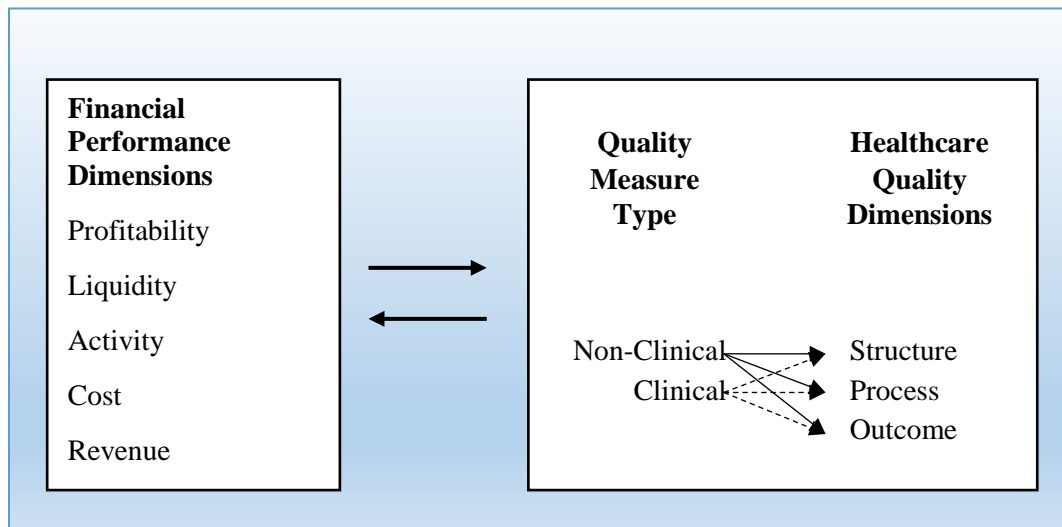 Financial
Performance
Dimensions
Profitability
Liquidity
Activity
Cost
Revenue
Quality
Measure
Type
Non-Clinical
Clinical
Healthcare
Quality
Dimensions
Structure
Process
Outcome